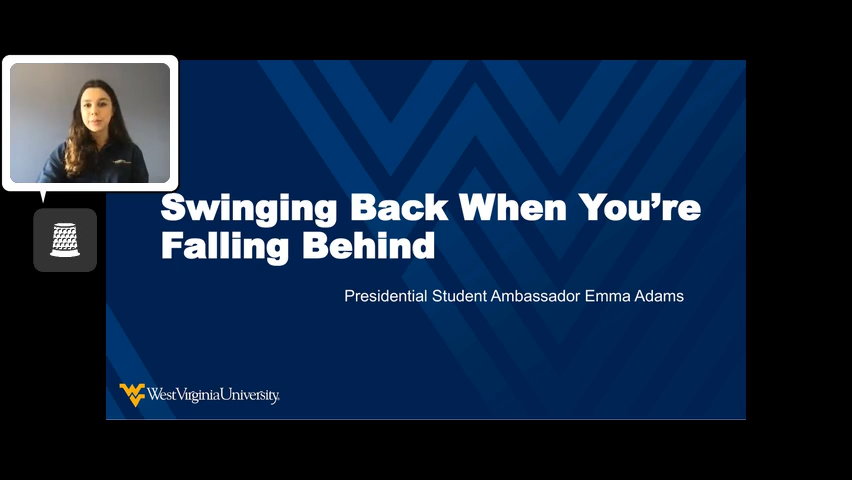 Swinging Back When You’re
Falling Behind
Presidential Student Ambassador Emma Adams
WestVirginiaUniversity.